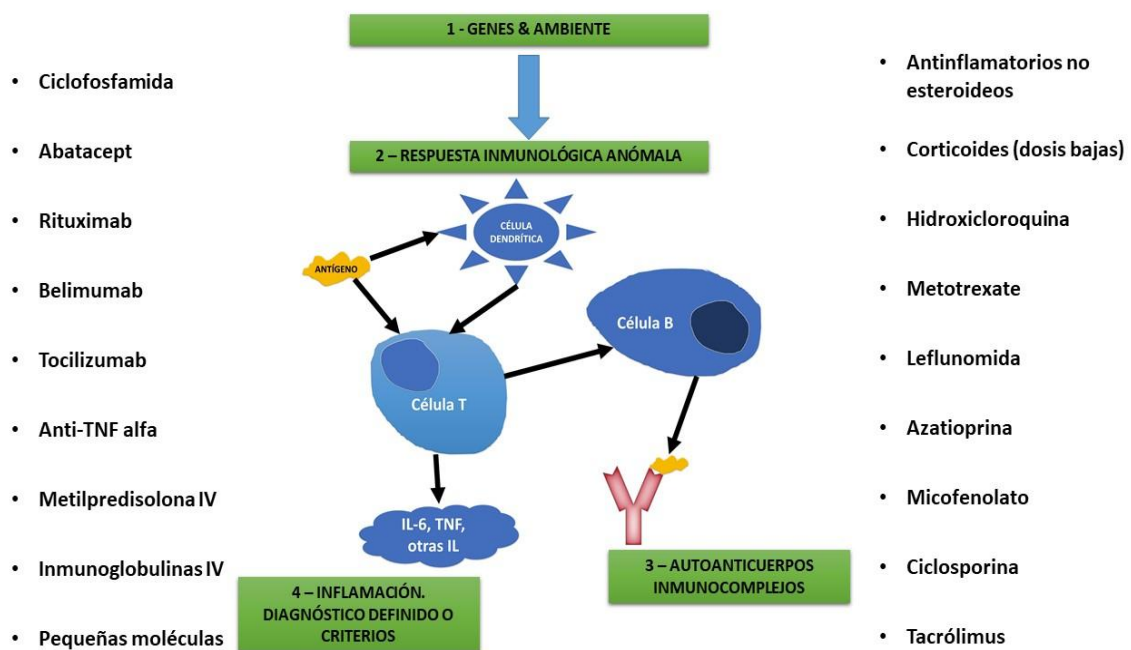 1 - GENES & AMBIENTE
2 – RESPUESTA INMUNOLÓGICA ANÓMALA
• Ciclofosfamida
• Abatacept
• Rituximab
• Belimumab
• Tocilizumab
• Anti-TNF alfa
• Metilpredisolona IV
• Inmunoglobulinas IV
• Pequeñas moléculas
CÉLULA
DENDRÍTICA
ANTÍGENO
Célula B
Célula T
IL-6, TNF,
otras IL
3 – AUTOANTICUERPOS
INMUNOCOMPLEJOS
4 – INFLAMACIÓN.
DIAGNÓSTICO DEFINIDO O
CRITERIOS
• Antinflamatorios no
esteroideos
• Corticoides (dosis bajas)
• Hidroxicloroquina
• Metotrexate
• Leflunomida
• Azatioprina
• Micofenolato
• Ciclosporina
• Tacrólimus